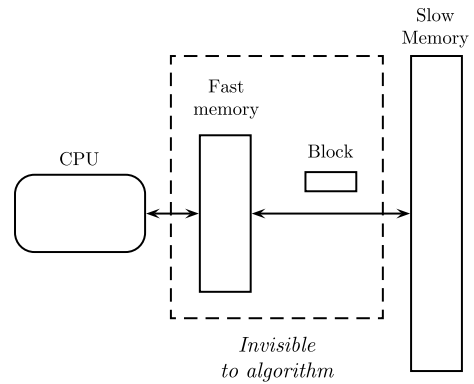 Slow
Memory
Fast
memory
Block
CPU
Invisible
to algorithm